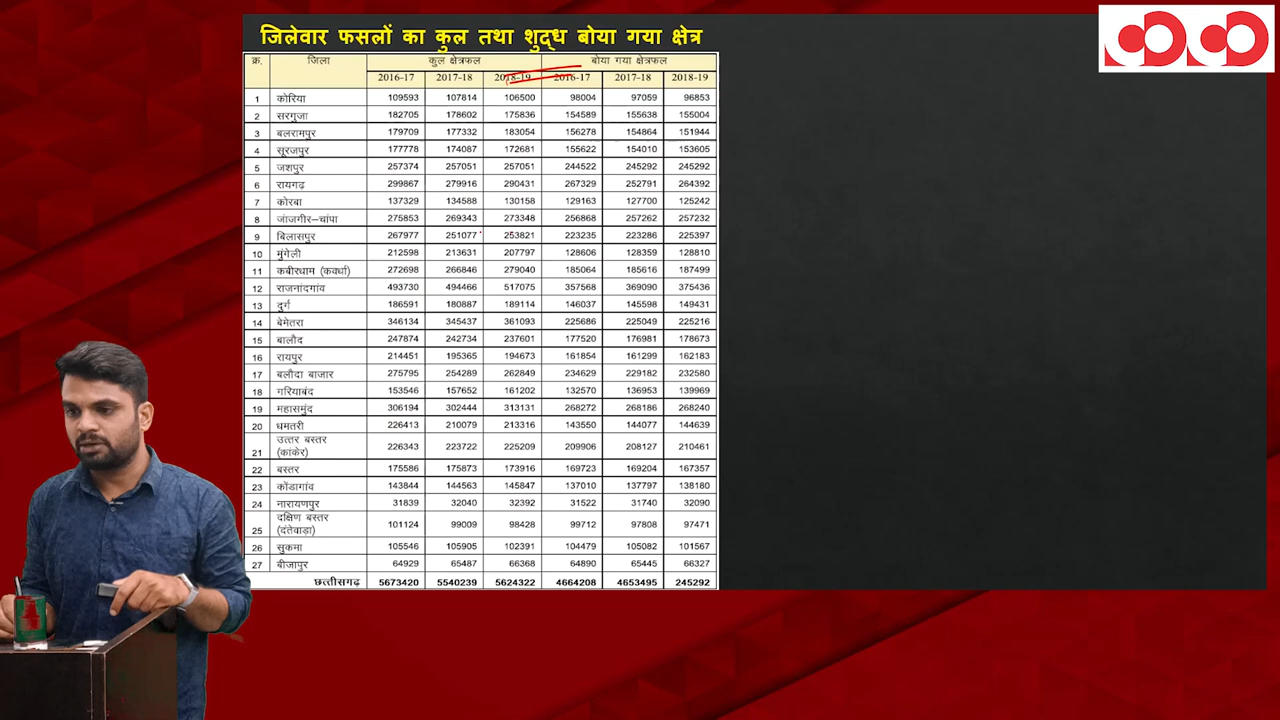 जिलेवार फसलों का कुल तथा शुद्ध बोया गया क्षेत्र
क्र. जिला कुल क्षेत्रफल बोया गया क्षेत्रफल
2016-17 2017-18 2018-19 2016-17 2017-18 2018-19
1 कोरिया 109593 107814 106500 98004 97059 96853
2 सरगुजा 182705 178602 175836 154589 155638 155004
3 बलरामपुर 179709 177332 183054 156278 154864 151944
4 सूरजपुर 177778 174087 172681 155622 154010 153605
5 जशपुर 257374 257051 257051 244522 245292 245292
6 रायगढ़ 299867 279916 290431 267329 252791 264392
7 कोरबा 137329 134588 130158 129163 127700 125242
8 जांजगीर–चांपा 275853 269343 273348 256868 257262 257232
9 बिलासपुर 267977 251077 253821 223235 223286 225397
10 मुंगेली 212598 213631 207797 128606 128359 128810
11 कबीरधाम (कवर्धा) 272698 266846 279040 185064 185616 187499
12 राजनांदगांव 493730 494466 517075 357568 369090 375436
13 दुर्ग 186591 180887 189114 146037 145598 149431
14 बेमेतरा 346134 345437 361093 225686 225049 225216
15 बालौद 247874 242734 237601 177520 176981 178673
16 रायपुर 214451 195365 194673 161854 161299 162183
17 बलौदा बाजार 275795 254289 262849 234629 229182 232580
18 गरियाबंद 153546 157652 161202 132570 136953 139969
19 महासमुंद 306194 302444 313131 268272 268186 268240
20 धमतरी 226413 210079 213316 143550 144077 144639
21 उत्तर बस्तर (कांकेर) 226343 223722 225209 209906 208127 210461
22 बस्तर 175586 175873 173916 169723 169204 167357
23 कोंडागांव 143844 144563 145847 137010 137797 138180
24 नारायणपुर 31839 32040 32392 31522 31740 32090
25 दक्षिण बस्तर (दंतेवाड़ा) 101124 99009 98428 99712 97808 97471
26 सुकमा 105546 105905 102391 104479 105082 101567
27 बीजापुर 64929 65487 66368 64890 65445 66327
छत्तीसगढ़ 5673420 5540239 5624322 4664208 4653495 245292